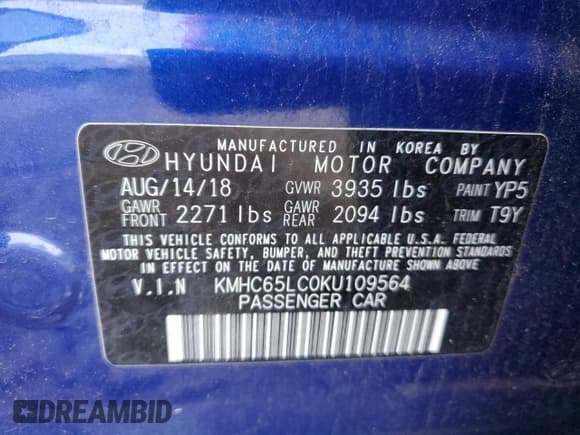 MANUFACTURED IN KOREA BY
HYUNDAI MOTOR COMPANY
AUG/14/18 GVWR 3935 lbs PAINT YP5
GAWR FRONT 2271 lbs GAWR REAR 2094 lbs TRIM T9Y
THIS VEHICLE CONFORMS TO ALL APPLICABLE U.S.A. FEDERAL
MOTOR VEHICLE SAFETY, BUMPER, AND THEFT PREVENTION STANDARDS
IN EFFECT ON THE DATE OF MANUFACTURE SHOWN ABOVE
V.I.N KMHC65LC0KU109564
PASSENGER CAR
DREAMBID